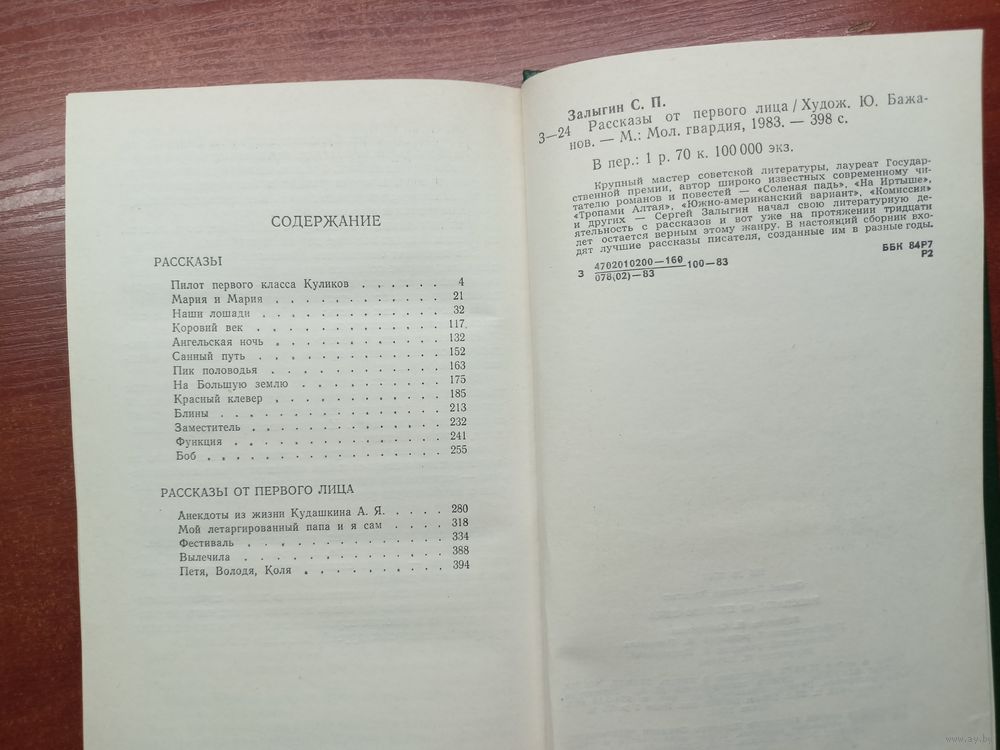 СОДЕРЖАНИЕ
РАССКАЗЫ
Пилот первого класса Куликов . . . . . . 4
Мария и Мария . . . . . . . . . . 21
Наши лошади . . . . . . . . . . 32
Коровий век . . . . . . . . . . 117
Ангельская ночь . . . . . . . . . 132
Санный путь . . . . . . . . . . 152
Пик половодья . . . . . . . . . . 163
На Большую землю . . . . . . . . 175
Красный клевер . . . . . . . . . 185
Блины . . . . . . . . . . . . 213
Заместитель . . . . . . . . . . 232
Функция . . . . . . . . . . . 241
Боб . . . . . . . . . . . . . 255
РАССКАЗЫ ОТ ПЕРВОГО ЛИЦА
Анекдоты из жизни Кудашкина А. Я. . . . . 280
Мой летаргированный папа и я сам . . . . 318
Фестиваль . . . . . . . . . . . 334
Вылечила . . . . . . . . . . . 388
Петя, Володя, Коля . . . . . . . . 394
Залыгин С. П.
3—24 Рассказы от первого лица / Худож. Ю. Бажа-
нов. — М.: Мол. гвардия, 1983. — 398 с.
В пер.: 1 р. 70 к. 100 000 экз.
Крупный мастер советской литературы, лауреат Государ-
ственной премии, автор широко известных современному чи-
тателю романов и повестей — «Соленая падь», «На Иртыше»,
«Тропами Алтая», «Южно-американский вариант», «Комиссия»
и других — Сергей Залыгин начал свою литературную де-
ятельность с рассказов и вот уже на протяжении тридцати
лет остается верным этому жанру. В настоящий сборник вхо-
дят лучшие рассказы писателя, созданные им в разные годы.
З 4702010200—160
078(02)—83 100—83
ББК 84Р7
Р2
www.ay.by